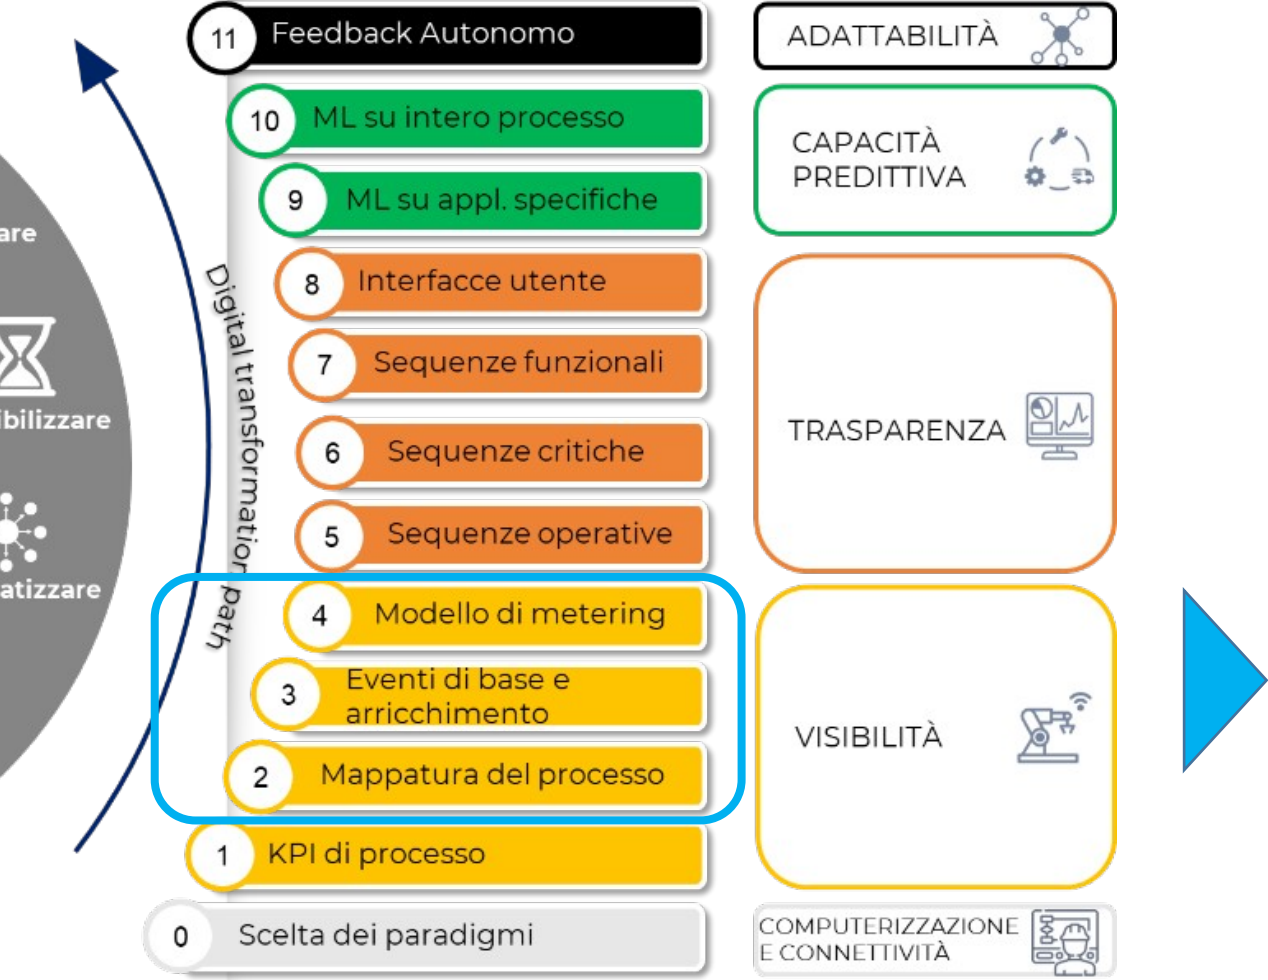 11 Feedback Autonomo
ADATTABILITÀ
10 ML su intero processo
CAPACITÀ
PREDITTIVA
9 ML su appl. specifiche
are
8 Interfacce utente
7 Sequenze funzionali
ibilizzare
TRASPARENZA
6 Sequenze critiche
5 Sequenze operative
atizzare
Digital transformation path
4 Modello di metering
3 Eventi di base e
arricchimento
VISIBILITÀ
2 Mappatura del processo
1 KPI di processo
0 Scelta dei paradigmi
COMPUTERIZZAZIONE
E CONNETTIVITÀ